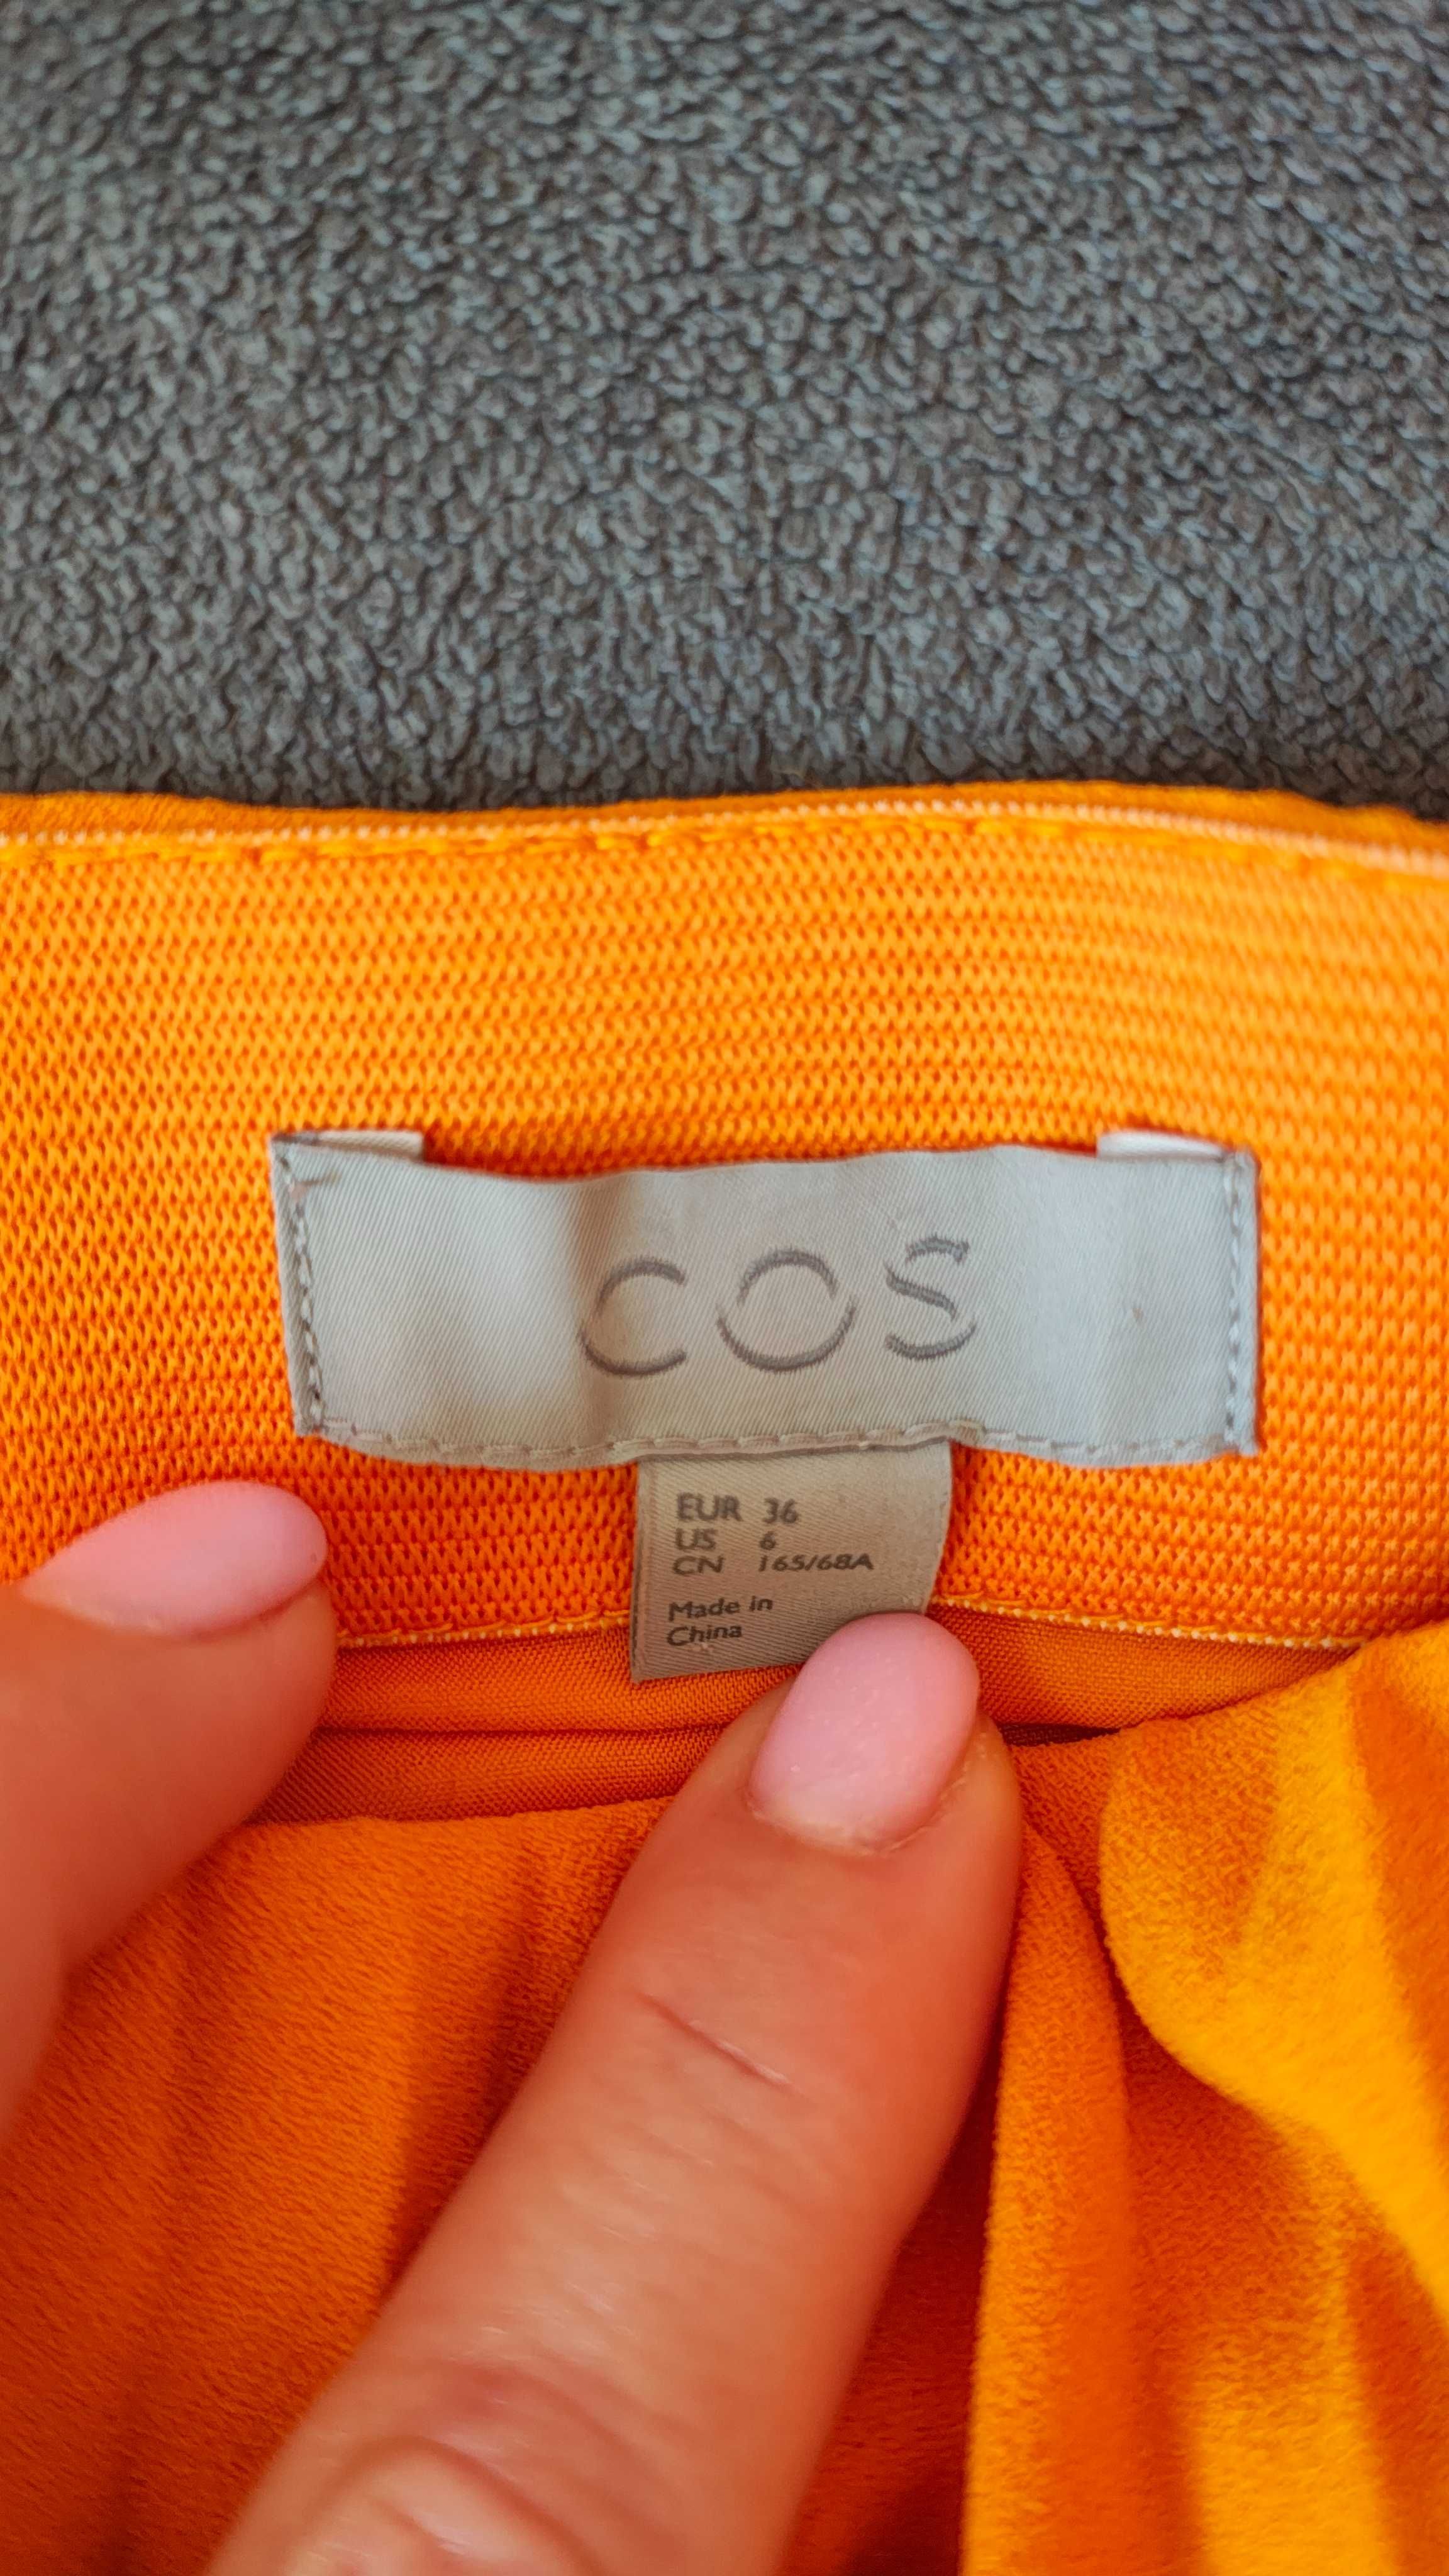 COS
EUR 36
US 6
CN 165/68A
Made in
China